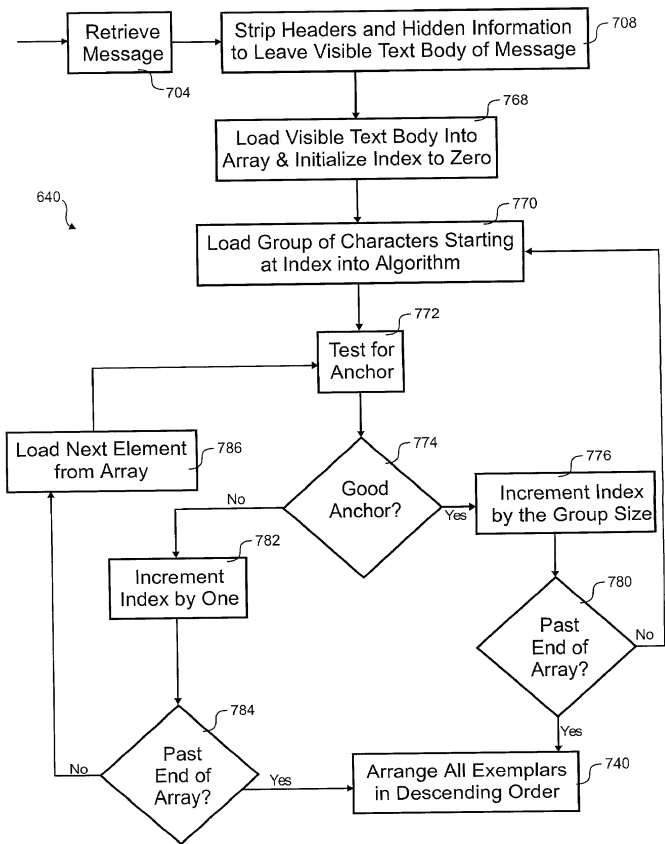 Retrieve
Message
704
Strip Headers and Hidden Information
to Leave Visible Text Body of Message
708
768
Load Visible Text Body Into
Array & Initialize Index to Zero
640
770
Load Group of Characters Starting
at Index into Algorithm
772
Test for
Anchor
Load Next Element
from Array
786
774
Good
Anchor?
No
Yes
776
Increment Index
by the Group Size
782
Increment
Index by One
780
Past
End of
Array?
No
Yes
784
Past
End of
Array?
No
Yes
Arrange All Exemplars
in Descending Order
740